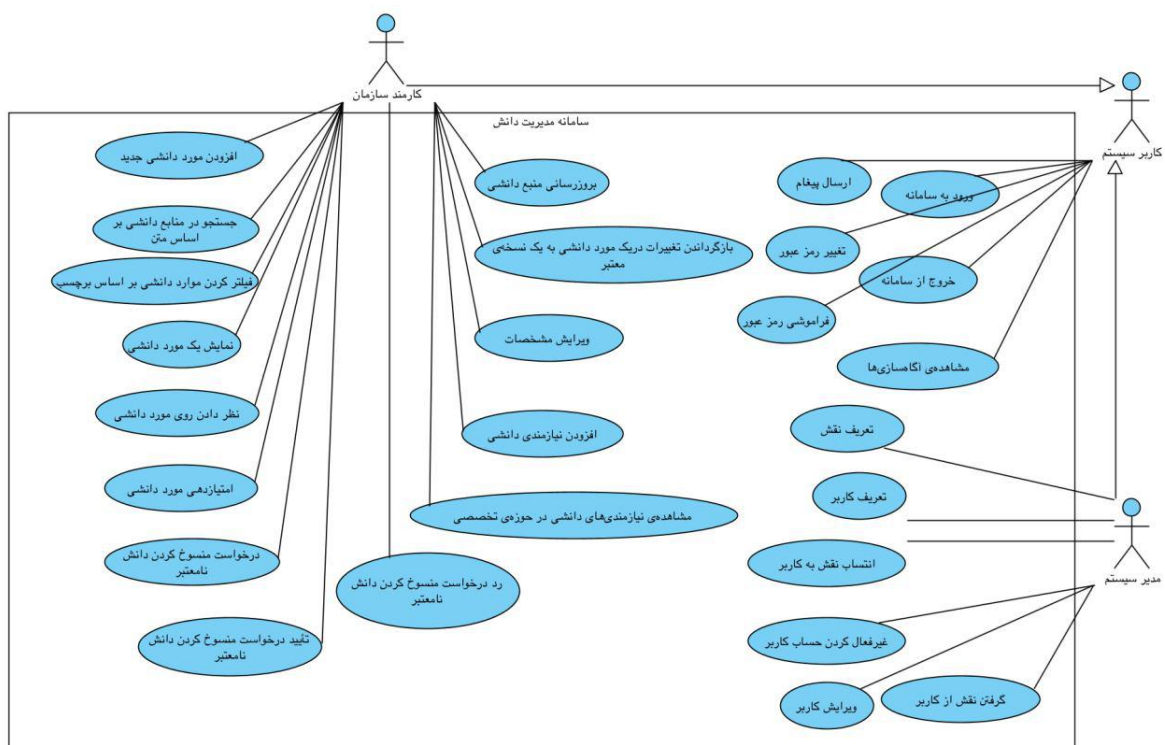 کارمند سازمان
سامانه مدیریت دانش
کاربر سیستم
افزودن مورد دانشی جدید
بروزرسانی منبع دانشی
ارسال پیغام
ورود به سامانه
جستجو در منابع دانشی بر
اساس متن
بازگرداندن تغییرات دریک مورد دانشی به یک نسخه‌ی
معتبر
تغییر رمز عبور
خروج از سامانه
فیلتر کردن موارد دانشی بر اساس برچسب
فراموشی رمز عبور
نمایش یک مورد دانشی
ویرایش مشخصات
مشاهده‌ی آگاه‌سازی‌ها
نظر دادن روی مورد دانشی
افزودن نیازمندی دانشی
تعریف نقش
امتیازدهی مورد دانشی
تعریف کاربر
مشاهده‌ی نیازمندی‌های دانشی در حوزه‌ی تخصصی
درخواست منسوخ کردن دانش
نامعتبر
انتساب نقش به کاربر
مدیر سیستم
رد درخواست منسوخ کردن دانش
نامعتبر
تأیید درخواست منسوخ کردن دانش
نامعتبر
غیرفعال کردن حساب کاربر
گرفتن نقش از کاربر
ویرایش کاربر